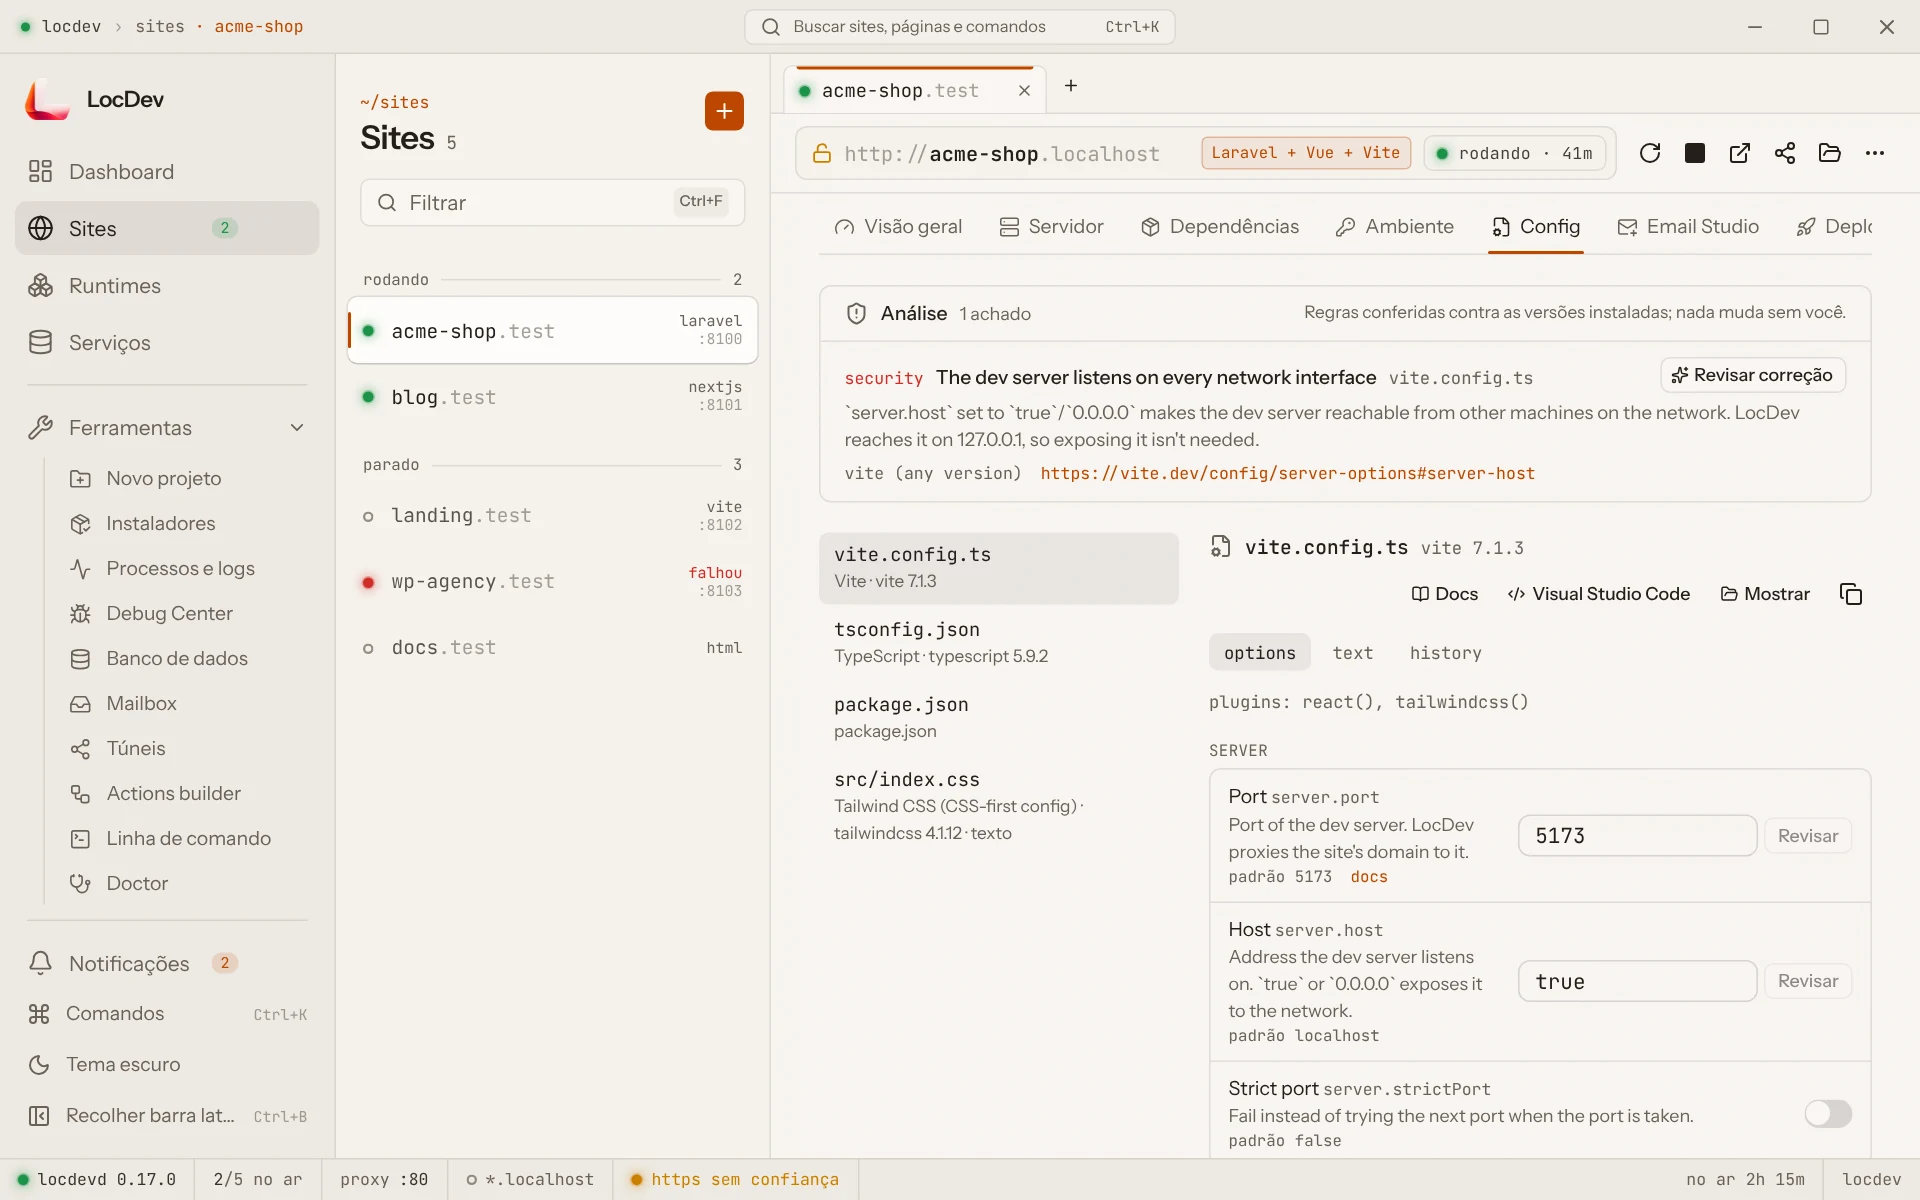 locdev › sites · acme-shop
Buscar sites, páginas e comandos Ctrl+K
LocDev
Dashboard
Sites 2
Runtimes
Serviços
Ferramentas
Novo projeto
Instaladores
Processos e logs
Debug Center
Banco de dados
Mailbox
Túneis
Actions builder
Linha de comando
Doctor
Notificações 2
Comandos Ctrl+K
Tema escuro
Recolher barra lat... Ctrl+B
~/sites
Sites 5
Filtrar Ctrl+F
rodando 2
acme-shop.test laravel :8100
blog.test nextjs :8101
parado 3
landing.test vite :8102
wp-agency.test falhou :8103
docs.test html
acme-shop.test
http://acme-shop.localhost Laravel + Vue + Vite rodando · 41m
Visão geral Servidor Dependências Ambiente Config Email Studio Deplo
Análise 1 achado Regras conferidas contra as versões instaladas; nada muda sem você.
security The dev server listens on every network interface vite.config.ts Revisar correção
`server.host` set to `true`/`0.0.0.0` makes the dev server reachable from other machines on the network. LocDev
reaches it on 127.0.0.1, so exposing it isn't needed.
vite (any version) https://vite.dev/config/server-options#server-host
vite.config.ts
Vite · vite 7.1.3
tsconfig.json
TypeScript · typescript 5.9.2
package.json
package.json
src/index.css
Tailwind CSS (CSS-first config) ·
tailwindcss 4.1.12 · texto
vite.config.ts vite 7.1.3
Docs Visual Studio Code Mostrar
options text history
plugins: react(), tailwindcss()
SERVER
Port server.port
Port of the dev server. LocDev
proxies the site's domain to it.
padrão 5173 docs
5173 Revisar
Host server.host
Address the dev server listens
on. `true` or `0.0.0.0` exposes it
to the network.
padrão localhost
true Revisar
Strict port server.strictPort
Fail instead of trying the next port when the port is taken.
padrão false
locdevd 0.17.0 2/5 no ar proxy :80 *.localhost https sem confiança no ar 2h 15m locdev